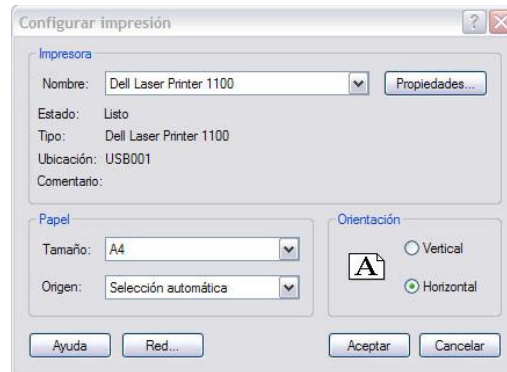 Configurar impresión
Impresora
Nombre: Dell Laser Printer 1100 Propiedades...
Estado: Listo
Tipo: Dell Laser Printer 1100
Ubicación: USB001
Comentario:
Papel
Tamaño: A4
Origen: Selección automática
Orientación
A
Vertical
Horizontal
Ayuda Red... Aceptar Cancelar